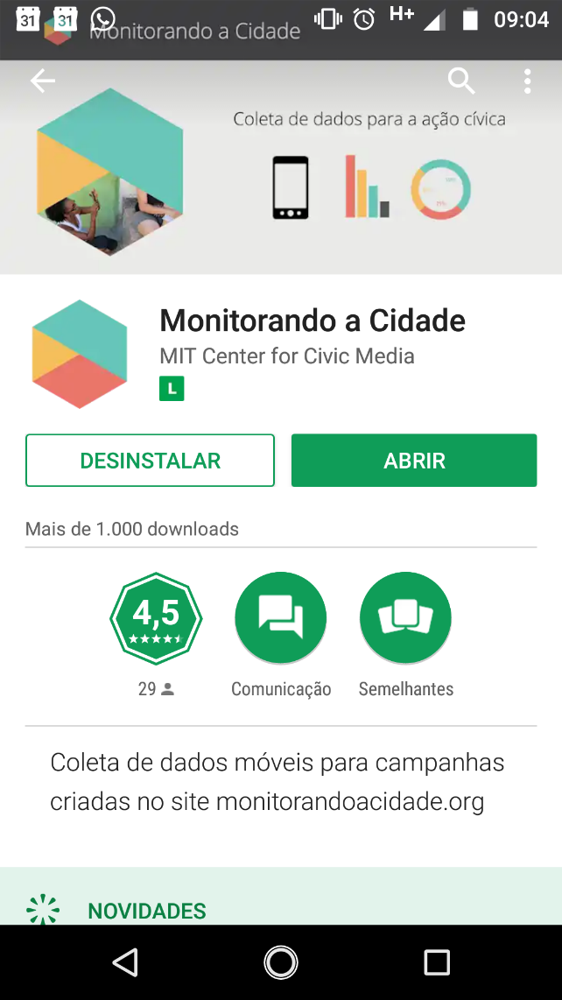 31
31
H+
09:04
Monitorando a Cidade
Coleta de dados para a ação cívica
Monitorando a Cidade
MIT Center for Civic Media
L
DESINSTALAR
ABRIR
Mais de 1.000 downloads
4,5
29
Comunicação
Semelhantes
Coleta de dados móveis para campanhas
criadas no site monitorandoacidade.org
NOVIDADES